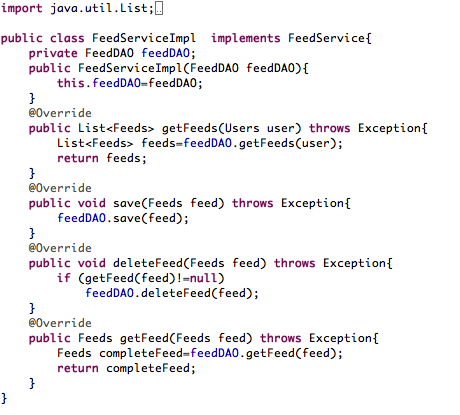 import java.util.List;

public class FeedServiceImpl  implements FeedService{
    private FeedDAO feedDAO;
    public FeedServiceImpl(FeedDAO feedDAO){
        this.feedDAO=feedDAO;
    }
    @Override
    public List<Feeds> getFeeds(Users user) throws Exception{
        List<Feeds> feeds=feedDAO.getFeeds(user);
        return feeds;
    }
    @Override
    public void save(Feeds feed) throws Exception{
        feedDAO.save(feed);
    }
    @Override
    public void deleteFeed(Feeds feed) throws Exception{
        if (getFeed(feed)!=null)
            feedDAO.deleteFeed(feed);
    }
    @Override
    public Feeds getFeed(Feeds feed) throws Exception{
        Feeds completeFeed=feedDAO.getFeed(feed);
        return completeFeed;
    }
}